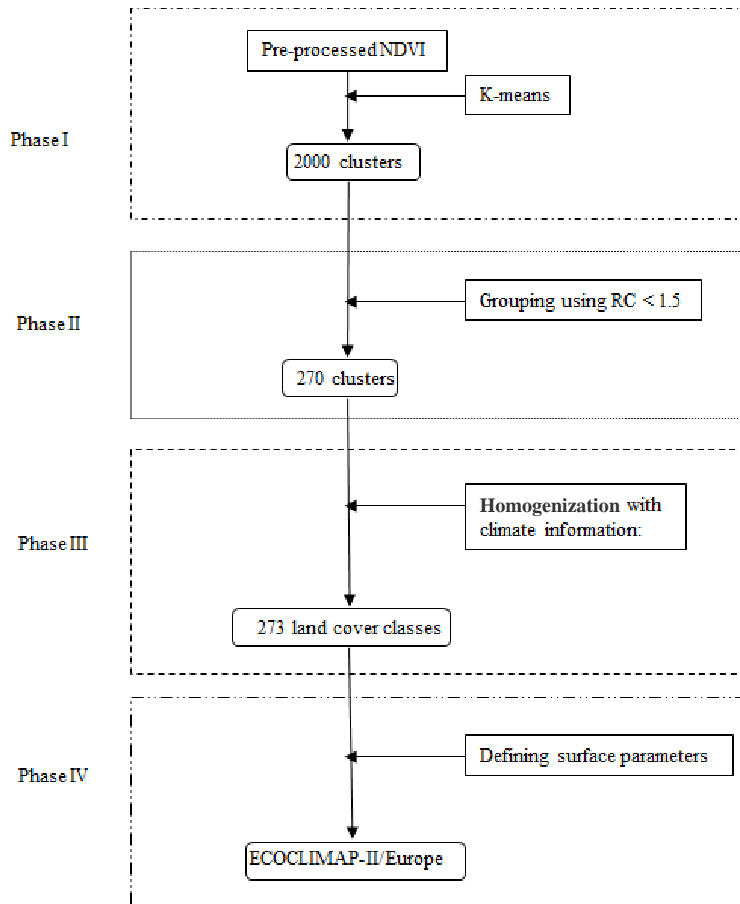 Pre-processed NDVI
K-means
Phase I
2000 clusters
Grouping using RC < 1.5
Phase II
270 clusters
Homogenization with
climate information:
Phase III
273 land cover classes
Defining surface parameters
Phase IV
ECOCLIMAP-II/Europe